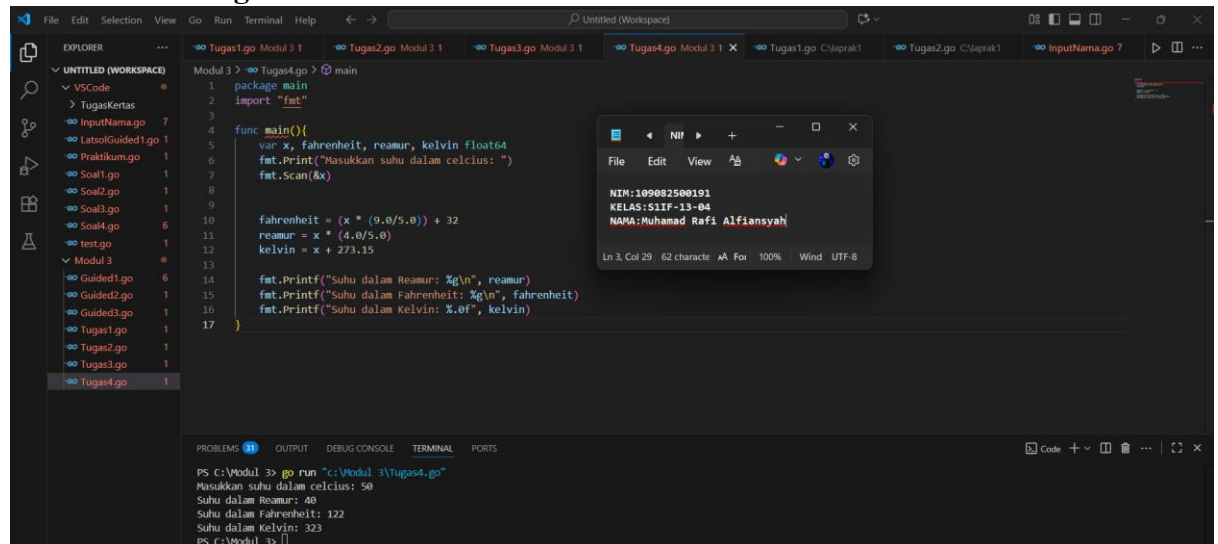 File Edit Selection View Go Run Terminal Help
Untitled (Workspace)
EXPLORER
UNTITLED (WORKSPACE)
VSCode
TugasKertas
InputNama.go 7
LatsolGuided1.go 1
Praktikum.go 1
Soal1.go 1
Soal2.go 1
Soal3.go 1
Soal4.go 6
test.go 1
Modul 3
Guided1.go 6
Guided2.go 1
Guided3.go 1
Tugas1.go 1
Tugas2.go 1
Tugas3.go 1
Tugas4.go 1
Tugas1.go Modul 3 1 Tugas2.go Modul 3 1 Tugas3.go Modul 3 1 Tugas4.go Modul 3 1 Tugas1.go C:\laprak1 Tugas2.go C:\laprak1 InputNama.go 7
Modul 3 > Tugas4.go > main
1 package main
2 import "fmt"
3
4 func main(){
5 var x, fahrenheit, reamur, kelvin float64
6 fmt.Print("Masukkan suhu dalam celcius: ")
7 fmt.Scan(&x)
8
9
10 fahrenheit = (x * (9.0/5.0)) + 32
11 reamur = x * (4.0/5.0)
12 kelvin = x + 273.15
13
14 fmt.Printf("Suhu dalam Reamur: %g\n", reamur)
15 fmt.Printf("Suhu dalam Fahrenheit: %g\n", fahrenheit)
16 fmt.Printf("Suhu dalam Kelvin: %.0f", kelvin)
17 }
File Edit View
NIM:109082500191
KELAS:S1IF-13-04
NAMA:Muhamad Rafi Alfiansyah
Ln 3, Col 29 62 characte 100% Wind UTF-8
PROBLEMS 31 OUTPUT DEBUG CONSOLE TERMINAL PORTS
Code
PS C:\Modul 3> go run "c:\Modul 3\Tugas4.go"
Masukkan suhu dalam celcius: 50
Suhu dalam Reamur: 40
Suhu dalam Fahrenheit: 122
Suhu dalam Kelvin: 323
PS C:\Modul 3>